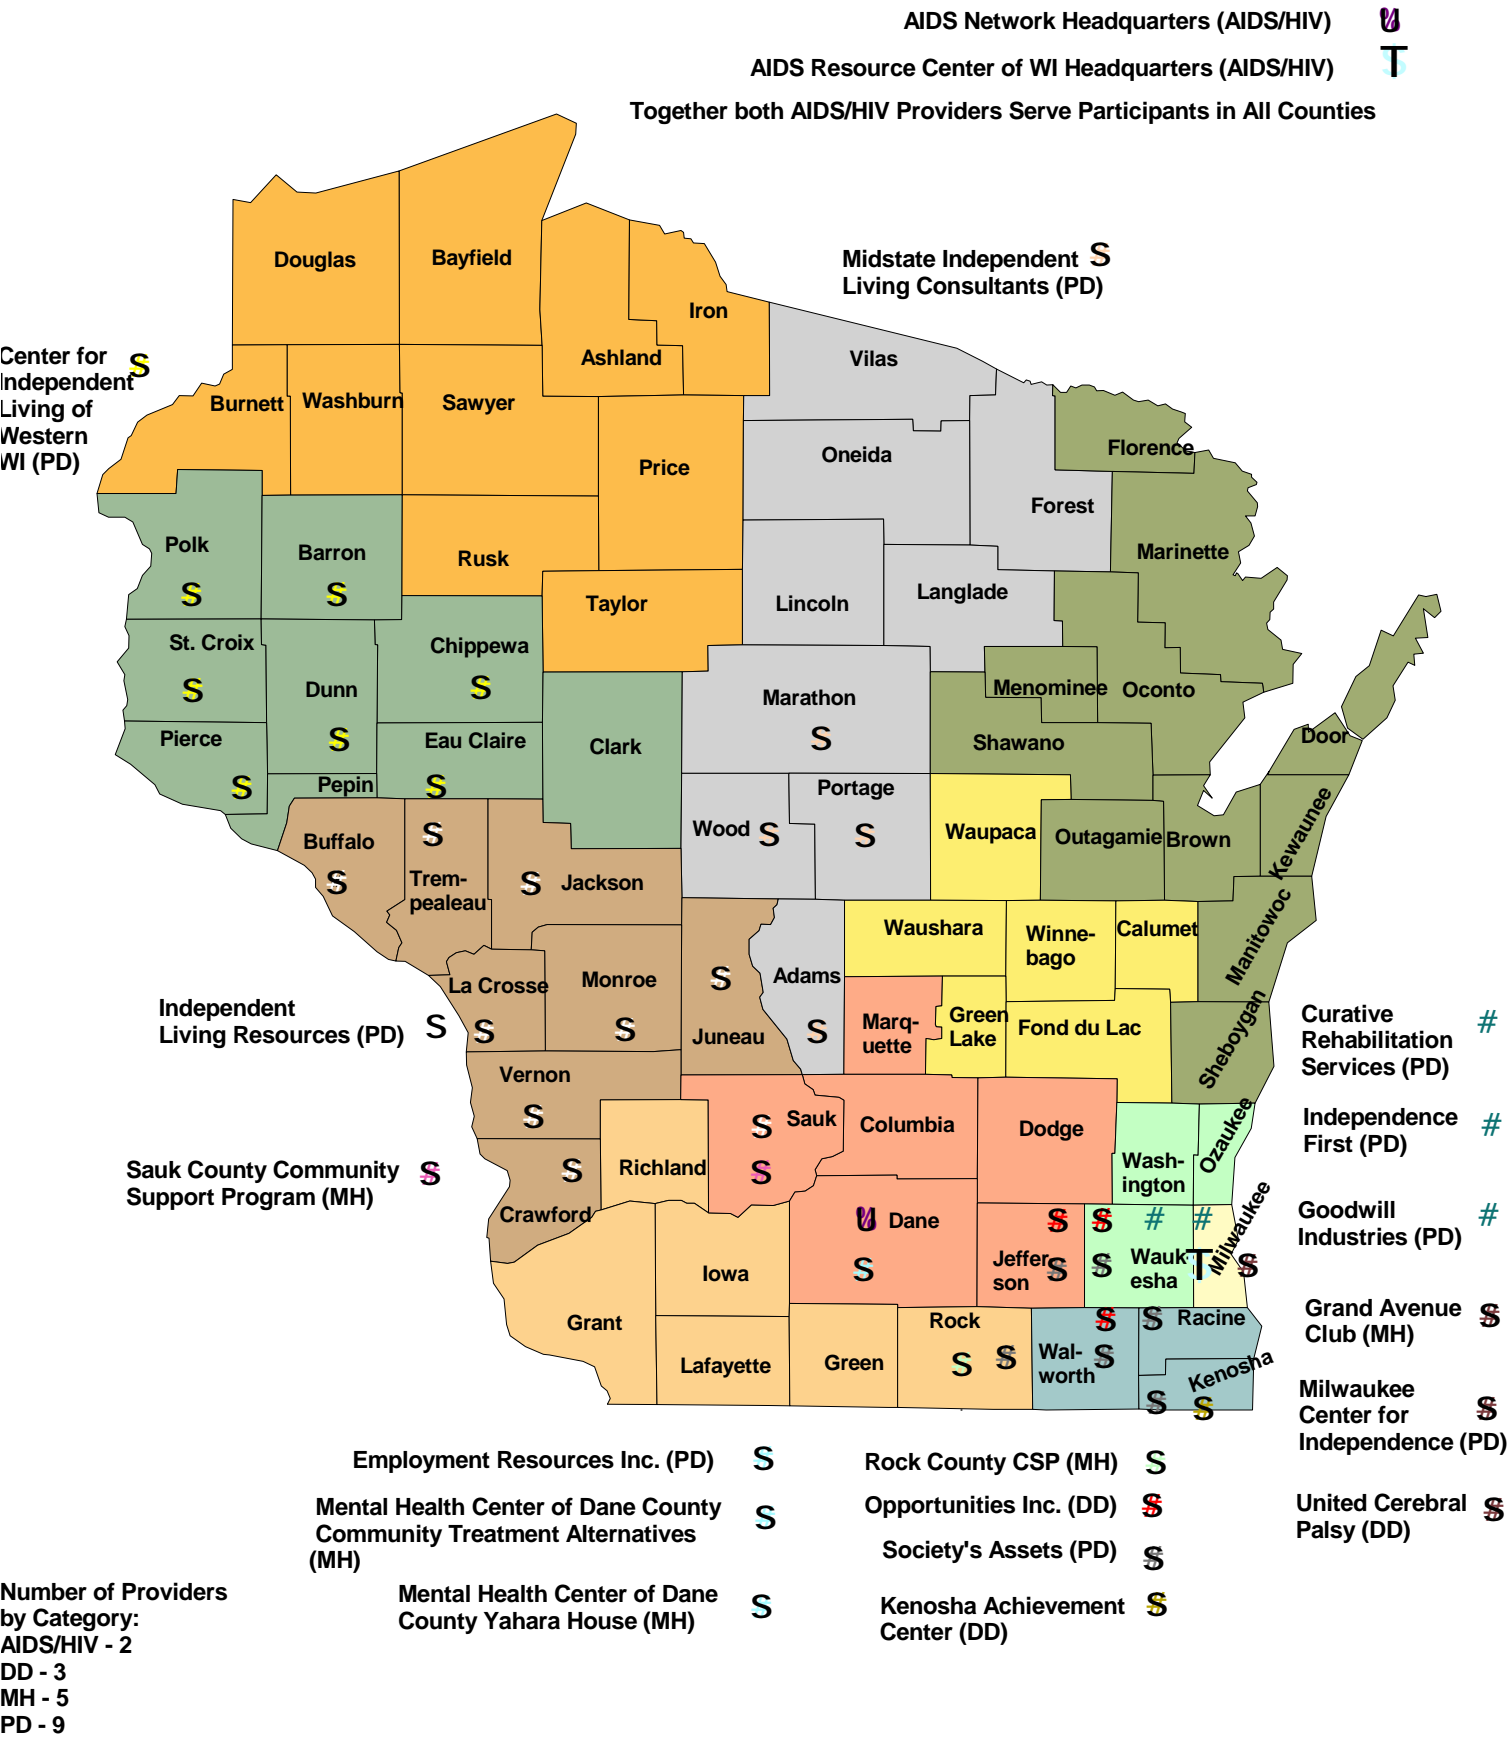 AIDS Network Headquarters (AIDS/HIV)
AIDS Resource Center of WI Headquarters (AIDS/HIV) T
Together both AIDS/HIV Providers Serve Participants in All Counties
Douglas
Bayfield
Midstate Independent S
Living Consultants (PD)
Iron
Ashland
Vilas
Center for S
Independent
Living of
Western
WI (PD)
Burnett
Washburn
Sawyer
Price
Oneida
Florence
Forest
Polk
S
Barron
S
Rusk
Taylor
Lincoln
Langlade
Marinette
St. Croix
S
Dunn
S
Chippewa
S
Marathon
S
Menominee
Oconto
Pierce
S
Pepin
Eau Claire
S
Clark
Shawano
Door
Buffalo
S
S
Trem-
pealeau
S Jackson
Wood S
Portage
S
Waupaca
Outagamie
Brown
Kewaunee
La Crosse
S
Monroe
S
S
Juneau
Adams
S
Waushara
Winne-
bago
Calumet
Manitowoc
Marq-
uette
Green
Lake
Fond du Lac
Sheboygan
Independent
Living Resources (PD) S
Curative
Rehabilitation #
Services (PD)
Vernon
S
S Sauk
S
Columbia
Dodge
Wash-
ington
Ozaukee
Independence #
First (PD)
Sauk County Community S
Support Program (MH)
S
Crawford
Richland
Dane
S
S
Jeffer-
son
S
S
#
#
S
Wauk-
esha
T
Milwaukee
S
Goodwill #
Industries (PD)
Grant
Iowa
Lafayette
Green
Rock
S S
S
Wal-
worth
S
S
Racine
S
Kenosha
S
Grand Avenue S
Club (MH)
Milwaukee
Center for S
Independence (PD)
United Cerebral S
Palsy (DD)
Employment Resources Inc. (PD) S
Mental Health Center of Dane County S
Community Treatment Alternatives
(MH)
Mental Health Center of Dane S
County Yahara House (MH)
Rock County CSP (MH) S
Opportunities Inc. (DD) S
Society's Assets (PD) S
Kenosha Achievement S
Center (DD)
Number of Providers
by Category:
AIDS/HIV - 2
DD - 3
MH - 5
PD - 9